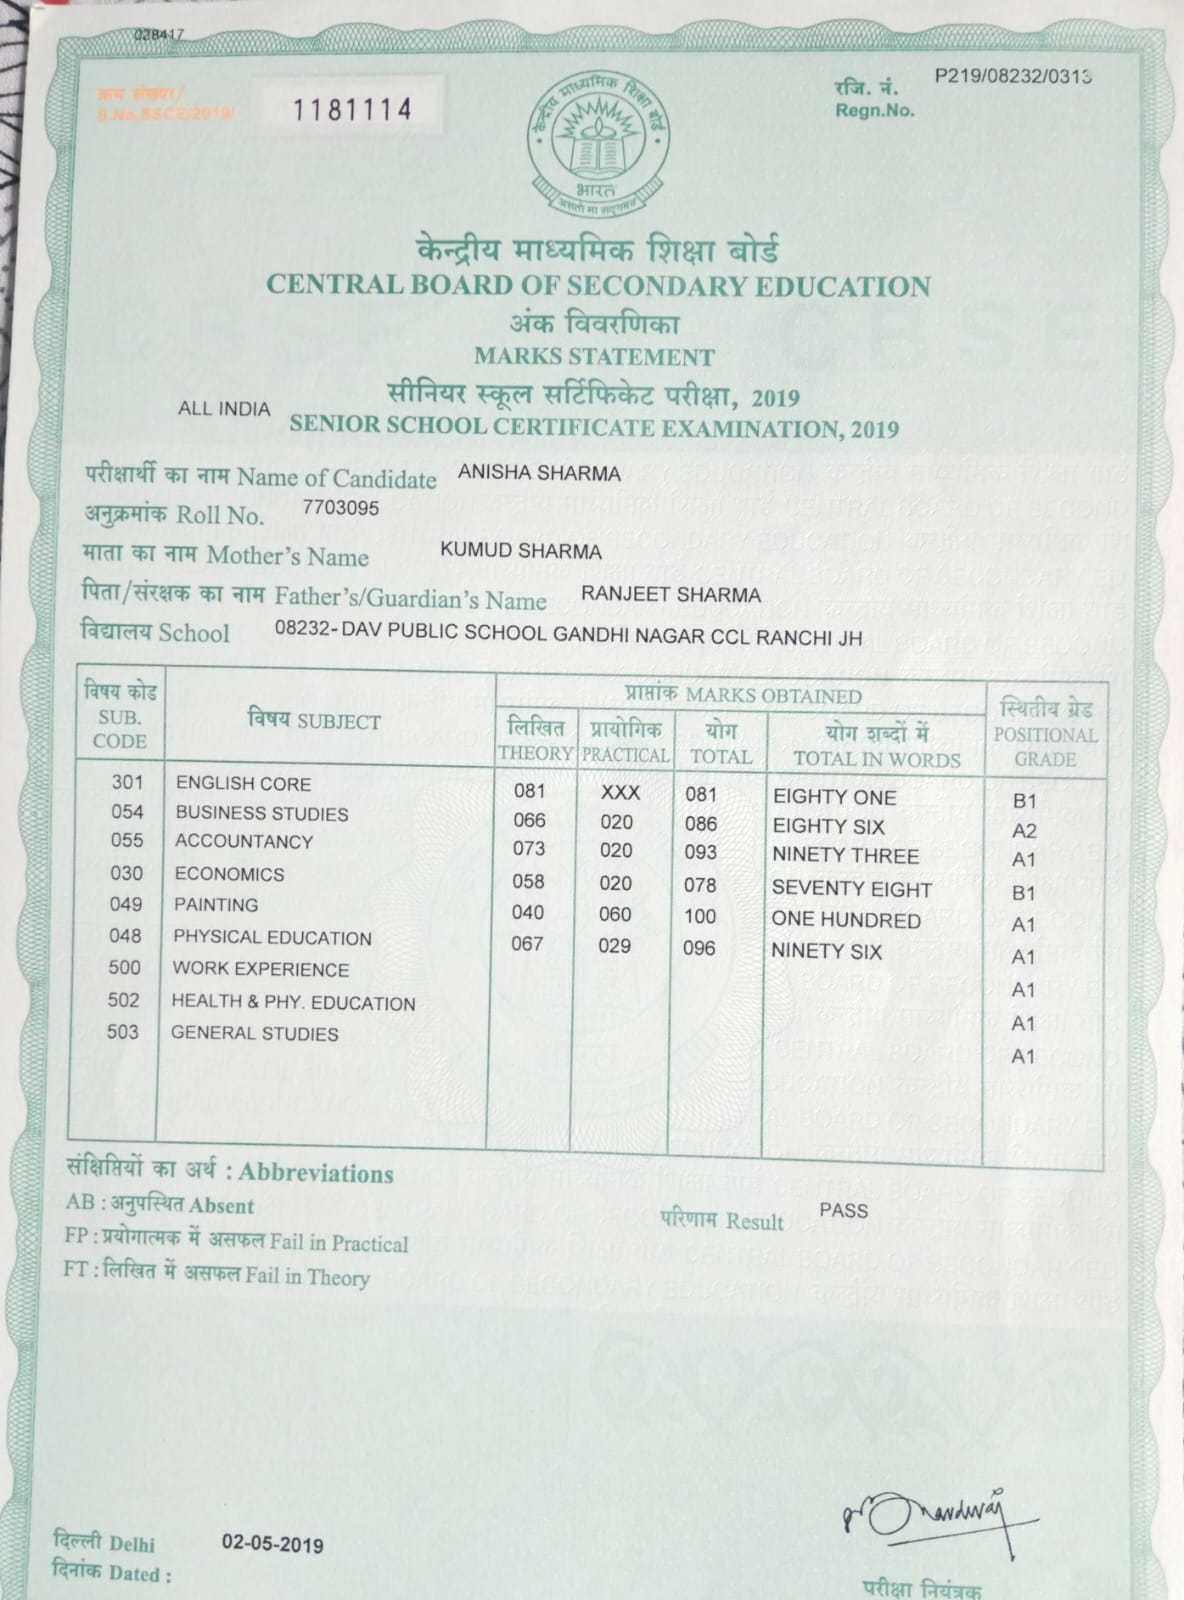 028417
क्रम संख्या/
S.No.SSCE/2019/
1181114
रजि. नं.
Regn.No.
P219/08232/0313
केन्द्रीय माध्यमिक शिक्षा बोर्ड
भारत
असतो मा सद्गमय
केन्द्रीय माध्यमिक शिक्षा बोर्ड
CENTRAL BOARD OF SECONDARY EDUCATION
अंक विवरणिका
MARKS STATEMENT
सीनियर स्कूल सर्टिफिकेट परीक्षा, 2019
ALL INDIA SENIOR SCHOOL CERTIFICATE EXAMINATION, 2019
परीक्षार्थी का नाम Name of Candidate ANISHA SHARMA
अनुक्रमांक Roll No. 7703095
माता का नाम Mother's Name KUMUD SHARMA
पिता/संरक्षक का नाम Father's/Guardian's Name RANJEET SHARMA
विद्यालय School 08232-DAV PUBLIC SCHOOL GANDHI NAGAR CCL RANCHI JH
विषय कोड
SUB.
CODE
विषय SUBJECT
प्राप्तांक MARKS OBTAINED
लिखित
THEORY
प्रायोगिक
PRACTICAL
योग
TOTAL
योग शब्दों में
TOTAL IN WORDS
स्थितीय ग्रेड
POSITIONAL
GRADE
301 ENGLISH CORE 081 XXX 081 EIGHTY ONE B1
054 BUSINESS STUDIES 066 020 086 EIGHTY SIX A2
055 ACCOUNTANCY 073 020 093 NINETY THREE A1
030 ECONOMICS 058 020 078 SEVENTY EIGHT B1
049 PAINTING 040 060 100 ONE HUNDRED A1
048 PHYSICAL EDUCATION 067 029 096 NINETY SIX A1
500 WORK EXPERIENCE A1
502 HEALTH & PHY. EDUCATION A1
503 GENERAL STUDIES A1
संक्षिप्तियों का अर्थ : Abbreviations
AB : अनुपस्थित Absent
परिणाम Result PASS
FP : प्रयोगात्मक में असफल Fail in Practical
FT : लिखित में असफल Fail in Theory
दिल्ली Delhi
02-05-2019
दिनांक Dated :
परीक्षा नियंत्रक